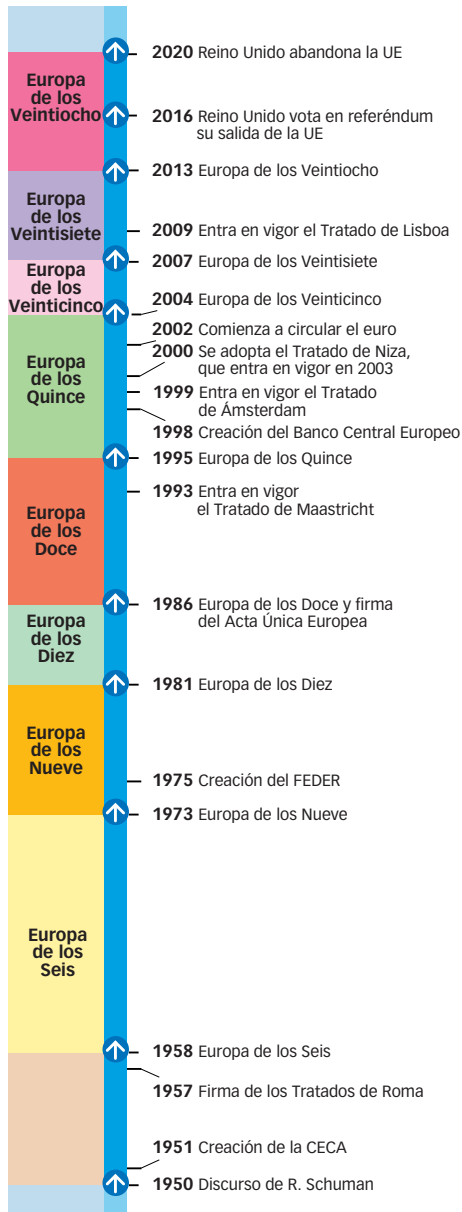 2020 Reino Unido abandona la UE
Europa
de los
Veintiocho
2016 Reino Unido vota en referéndum
su salida de la UE
2013 Europa de los Veintiocho
Europa
de los
Veintisiete
2009 Entra en vigor el Tratado de Lisboa
2007 Europa de los Veintisiete
Europa
de los
Veinticinco
2004 Europa de los Veinticinco
2002 Comienza a circular el euro
2000 Se adopta el Tratado de Niza,
que entra en vigor en 2003
Europa
de los
Quince
1999 Entra en vigor el Tratado
de Ámsterdam
1998 Creación del Banco Central Europeo
1995 Europa de los Quince
1993 Entra en vigor
el Tratado de Maastricht
Europa
de los
Doce
1986 Europa de los Doce y firma
del Acta Única Europea
Europa
de los
Diez
1981 Europa de los Diez
Europa
de los
Nueve
1975 Creación del FEDER
1973 Europa de los Nueve
Europa
de los
Seis
1958 Europa de los Seis
1957 Firma de los Tratados de Roma
1951 Creación de la CECA
1950 Discurso de R. Schuman